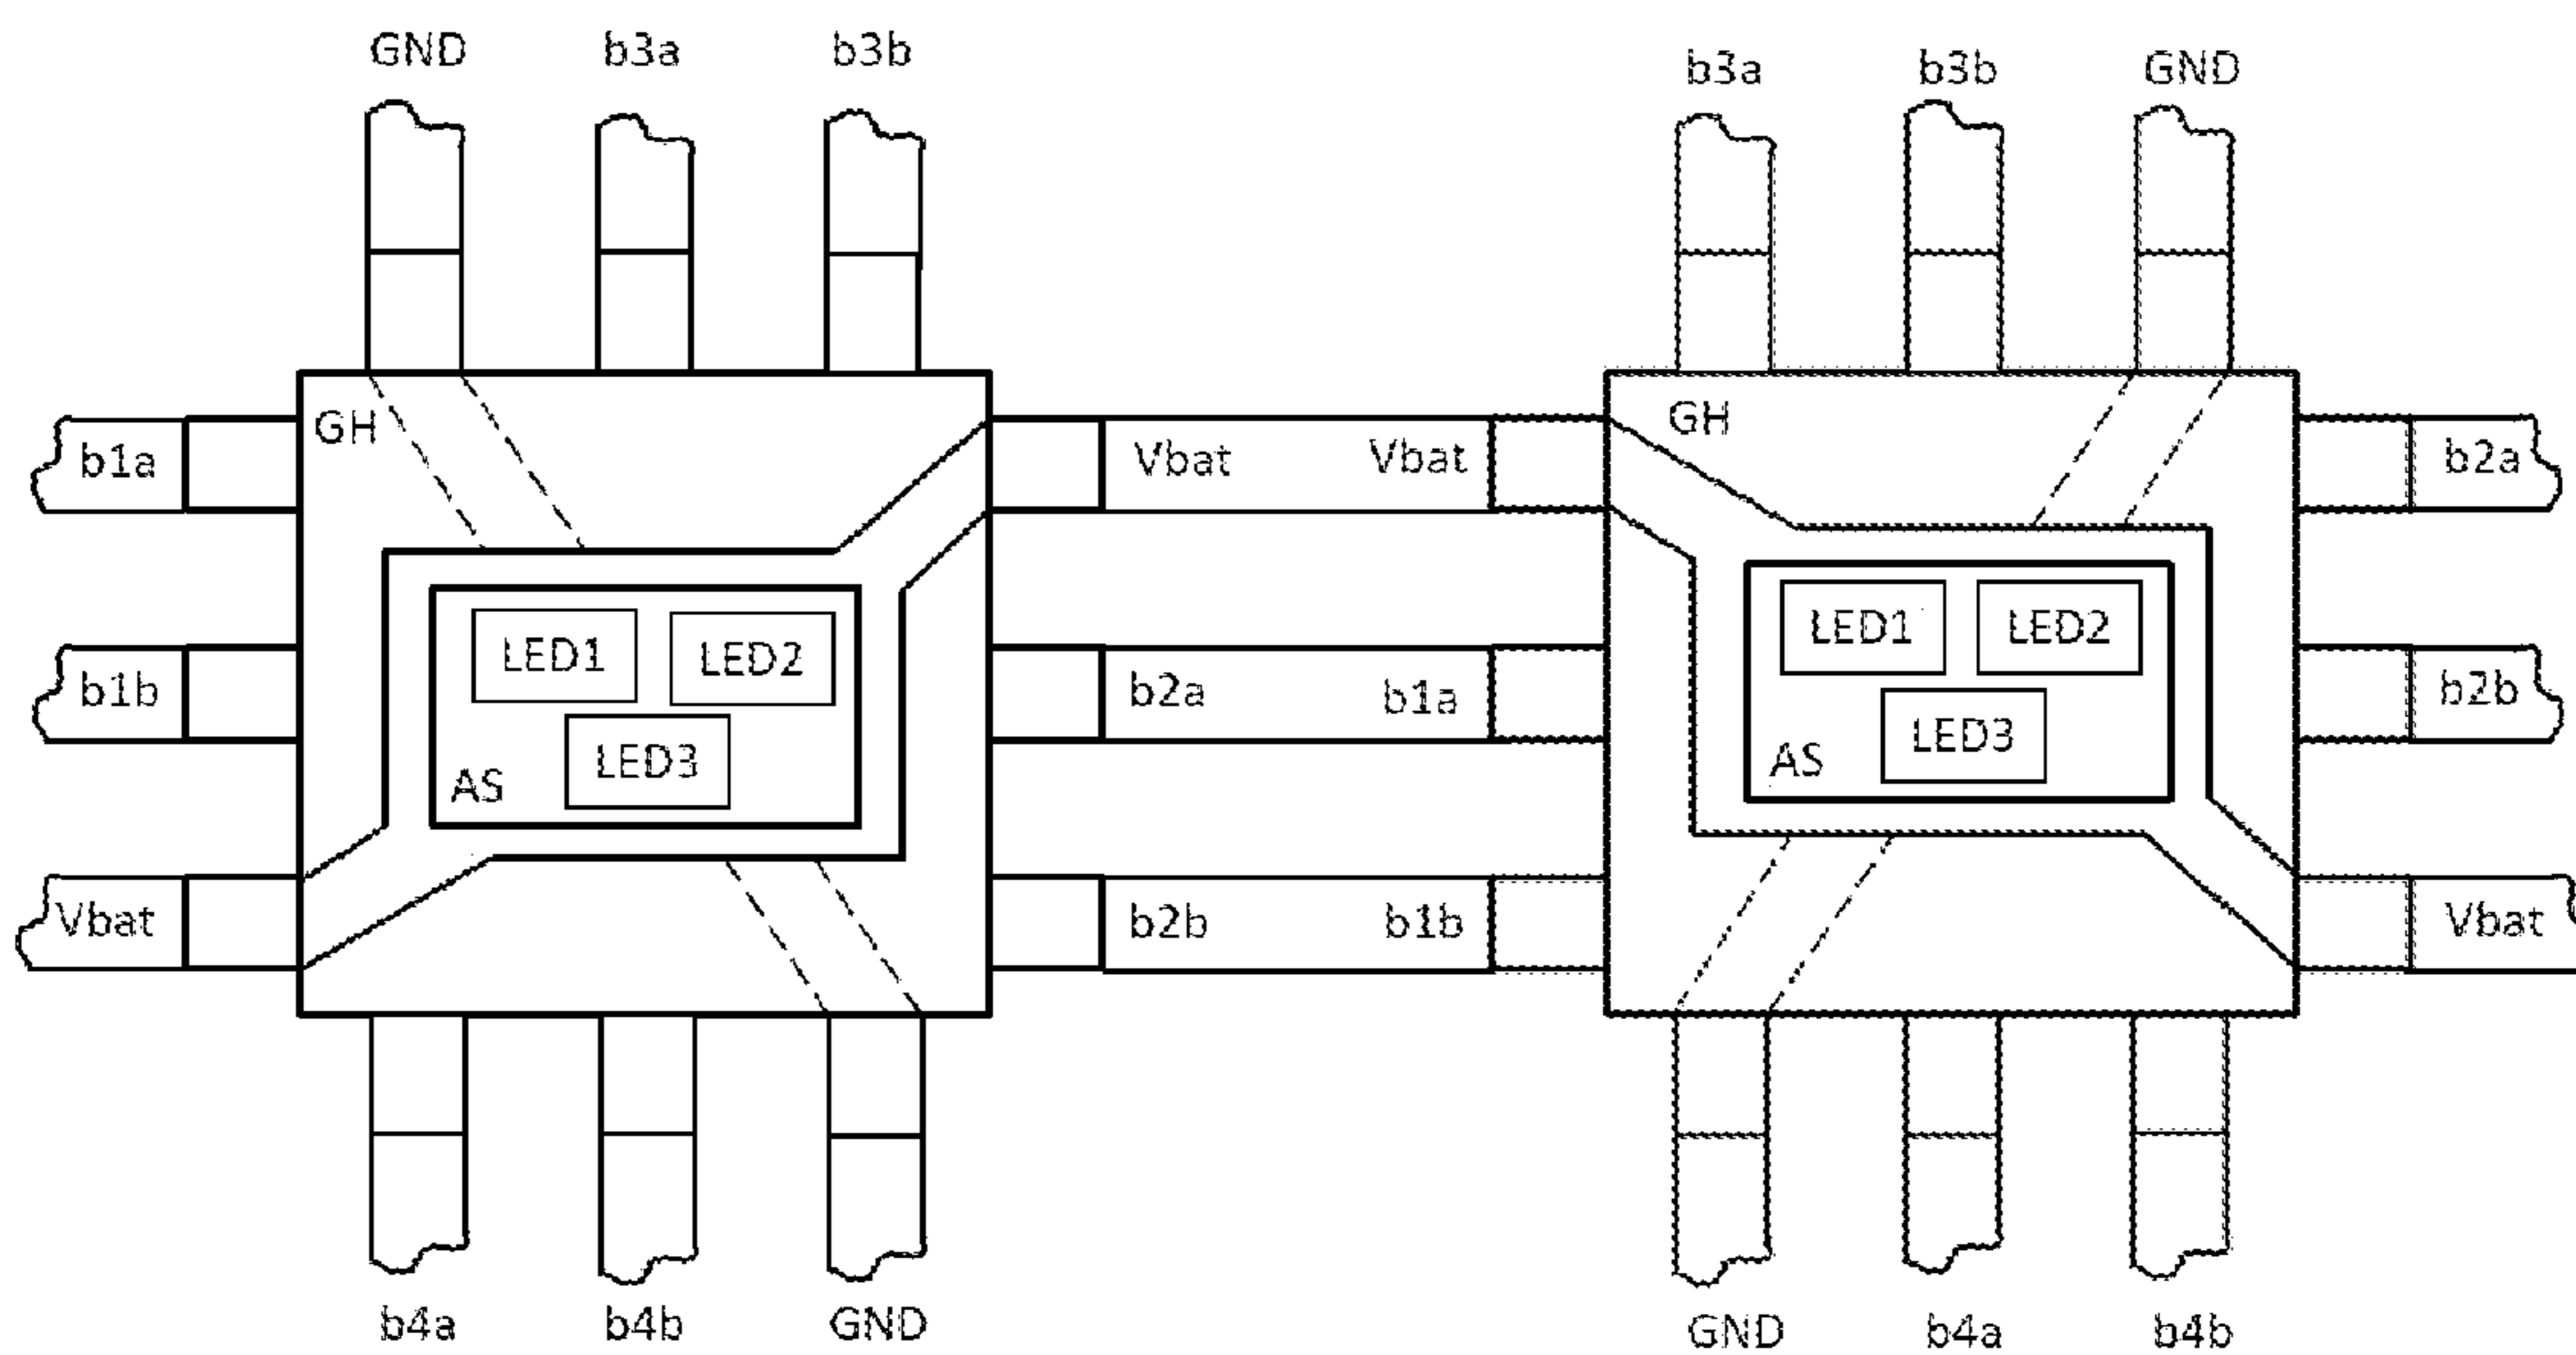 GND b3a b3b
b3a b3b GND
GH
GH
b1a Vbat Vbat b2a
LED1 LED2
LED1 LED2
b1b b2a b1a b2b
LED3
LED3
AS
AS
Vbat b2b b1b Vbat
b4a b4b GND
GND b4a b4b